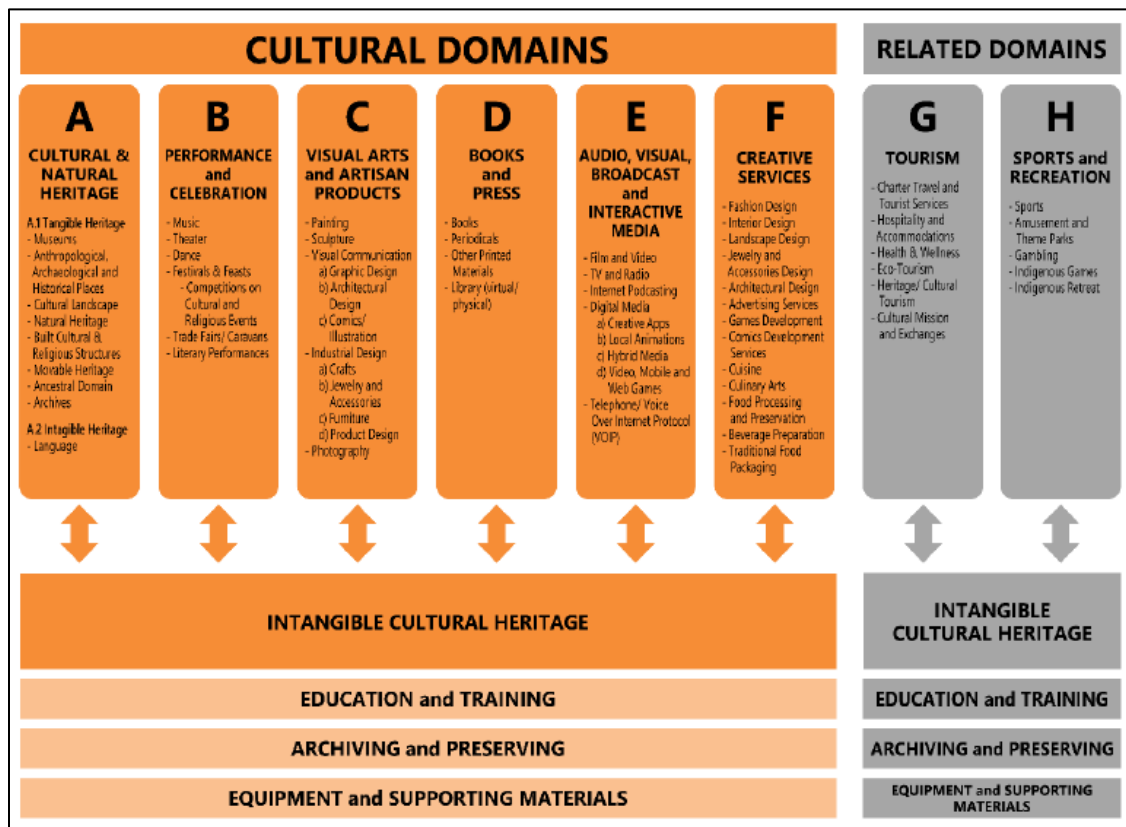 CULTURAL DOMAINS
RELATED DOMAINS
A
CULTURAL &
NATURAL
HERITAGE
A.1 Tangible Heritage
- Museums
- Anthropological,
Archaeological and
Historical Places
- Cultural Landscape
- Natural Heritage
- Built Cultural &
Religious Structures
- Movable Heritage
- Ancestral Domain
- Archives
A.2 Intagible Heritage
- Language
B
PERFORMANCE
and
CELEBRATION
- Music
- Theater
- Dance
- Festivals & Feasts
- Competitions on
Cultural and
Religious Events
- Trade Fairs/ Caravans
- Literary Performances
C
VISUAL ARTS
and ARTISAN
PRODUCTS
- Painting
- Sculpture
- Visual Communication
a) Graphic Design
b) Architectural
Design
c) Comics/
Illustration
- Industrial Design
a) Crafts
b) Jewelry and
Accessories
c) Furniture
d) Product Design
- Photography
D
BOOKS
and
PRESS
- Books
- Periodicals
- Other Printed
Materials
- Library (virtual/
physical)
E
AUDIO, VISUAL,
BROADCAST
and
INTERACTIVE
MEDIA
- Film and Video
- TV and Radio
- Internet Podcasting
- Digital Media
a) Creative Apps
b) Local Animations
c) Hybrid Media
d) Video, Mobile and
Web Games
- Telephone/ Voice
Over Internet Protocol
(VOIP)
F
CREATIVE
SERVICES
- Fashion Design
- Interior Design
- Landscape Design
- Jewelry and
Accessories Design
- Architectural Design
- Advertising Services
- Games Development
- Comics Development
Services
- Cuisine
- Culinary Arts
- Food Processing
and Preservation
- Beverage Preparation
- Traditional Food
Packaging
G
TOURISM
- Charter Travel and
Tourist Services
- Hospitality and
Accommodations
- Health & Wellness
- Eco-Tourism
- Heritage/ Cultural
Tourism
- Cultural Mission
and Exchanges
H
SPORTS and
RECREATION
- Sports
- Amusement and
Theme Parks
- Gambling
- Indigenous Games
- Indigenous Retreat
INTANGIBLE CULTURAL HERITAGE
INTANGIBLE
CULTURAL HERITAGE
EDUCATION and TRAINING
EDUCATION and TRAINING
ARCHIVING and PRESERVING
ARCHIVING and PRESERVING
EQUIPMENT and SUPPORTING MATERIALS
EQUIPMENT and SUPPORTING
MATERIALS